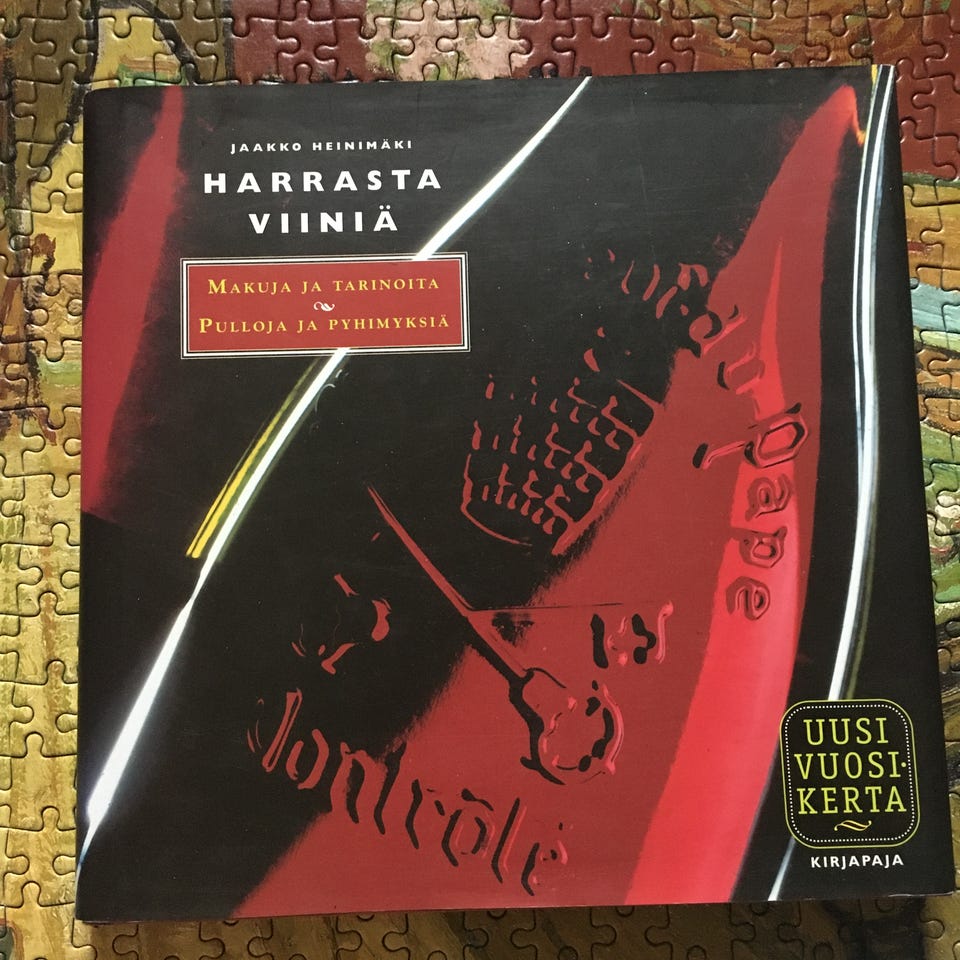 JAAKKO HEINIMÄKI
HARRASTA
VIINIÄ
MAKUJA JA TARINOITA
PULLOJA JA PYHIMYKSIÄ
du Pape
Contrôlé
UUSI
VUOSI-
KERTA
KIRJAPAJA